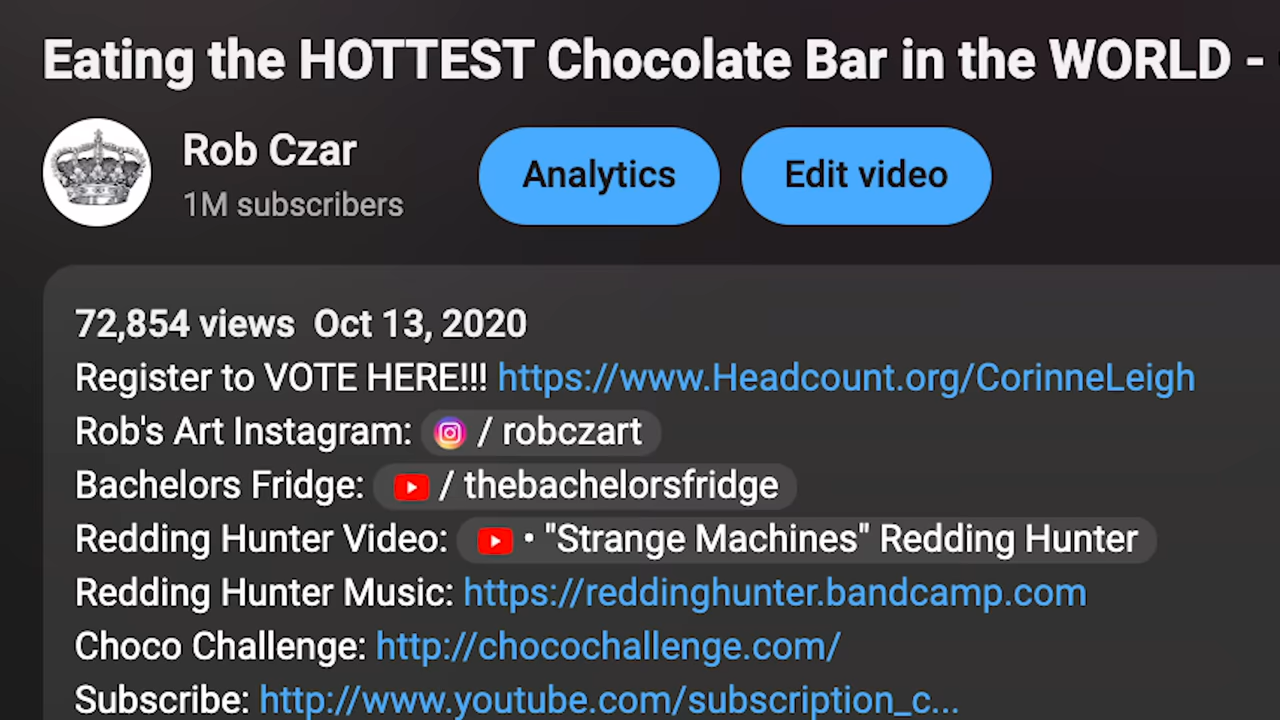 Eating the HOTTEST Chocolate Bar in the WORLD -
Rob Czar
1M subscribers
Analytics
Edit video
72,854 views Oct 13, 2020
Register to VOTE HERE!!! https://www.Headcount.org/CorinneLeigh
Rob's Art Instagram: / robczart
Bachelors Fridge: / thebachelorsfridge
Redding Hunter Video: • "Strange Machines" Redding Hunter
Redding Hunter Music: https://reddinghunter.bandcamp.com
Choco Challenge: http://chocochallenge.com/
Subscribe: http://www.youtube.com/subscription_c...